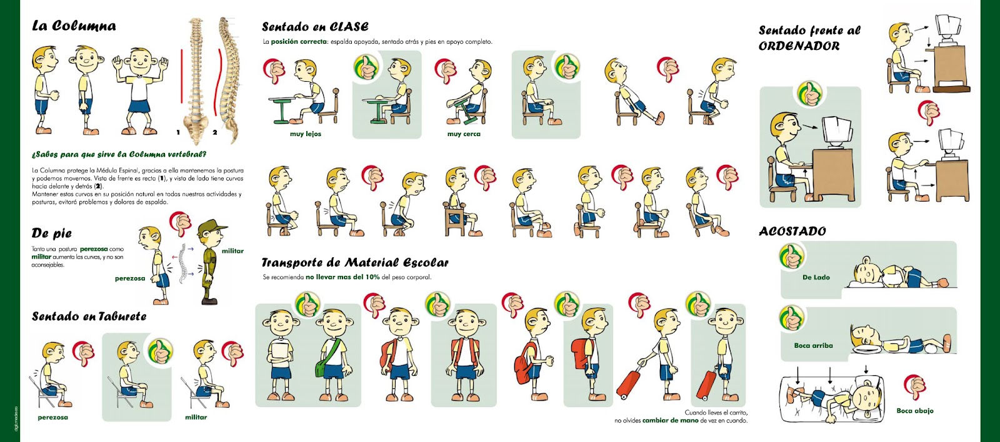 La Columna
1
2
¿Sabes para que sirve la Columna vertebral?
La Columna protege la Médula Espinal, gracias a ella mantenemos la postura
y podemos movernos. Vista de frente es recta (1), y vista de lado tiene curvas
hacia delante y detrás (2).
Mantener estas curvas en su posición natural en todas nuestras actividades y
posturas, evitará problemas y dolores de espalda.
De pie
Tanto una postura perezosa como
militar aumenta las curvas, y no son
aconsejables.
perezosa
militar
Sentado en Taburete
perezosa
militar
Sentado en CLASE
La posición correcta: espalda apoyada, sentado atrás y pies en apoyo completo.
muy lejos
muy cerca
Transporte de Material Escolar
Se recomienda no llevar mas del 10% del peso corporal.
Cuando lleves el carrito,
no olvides cambiar de mano de vez en cuando.
Sentado frente al
ORDENADOR
ACOSTADO
De Lado
Boca arriba
Boca abajo